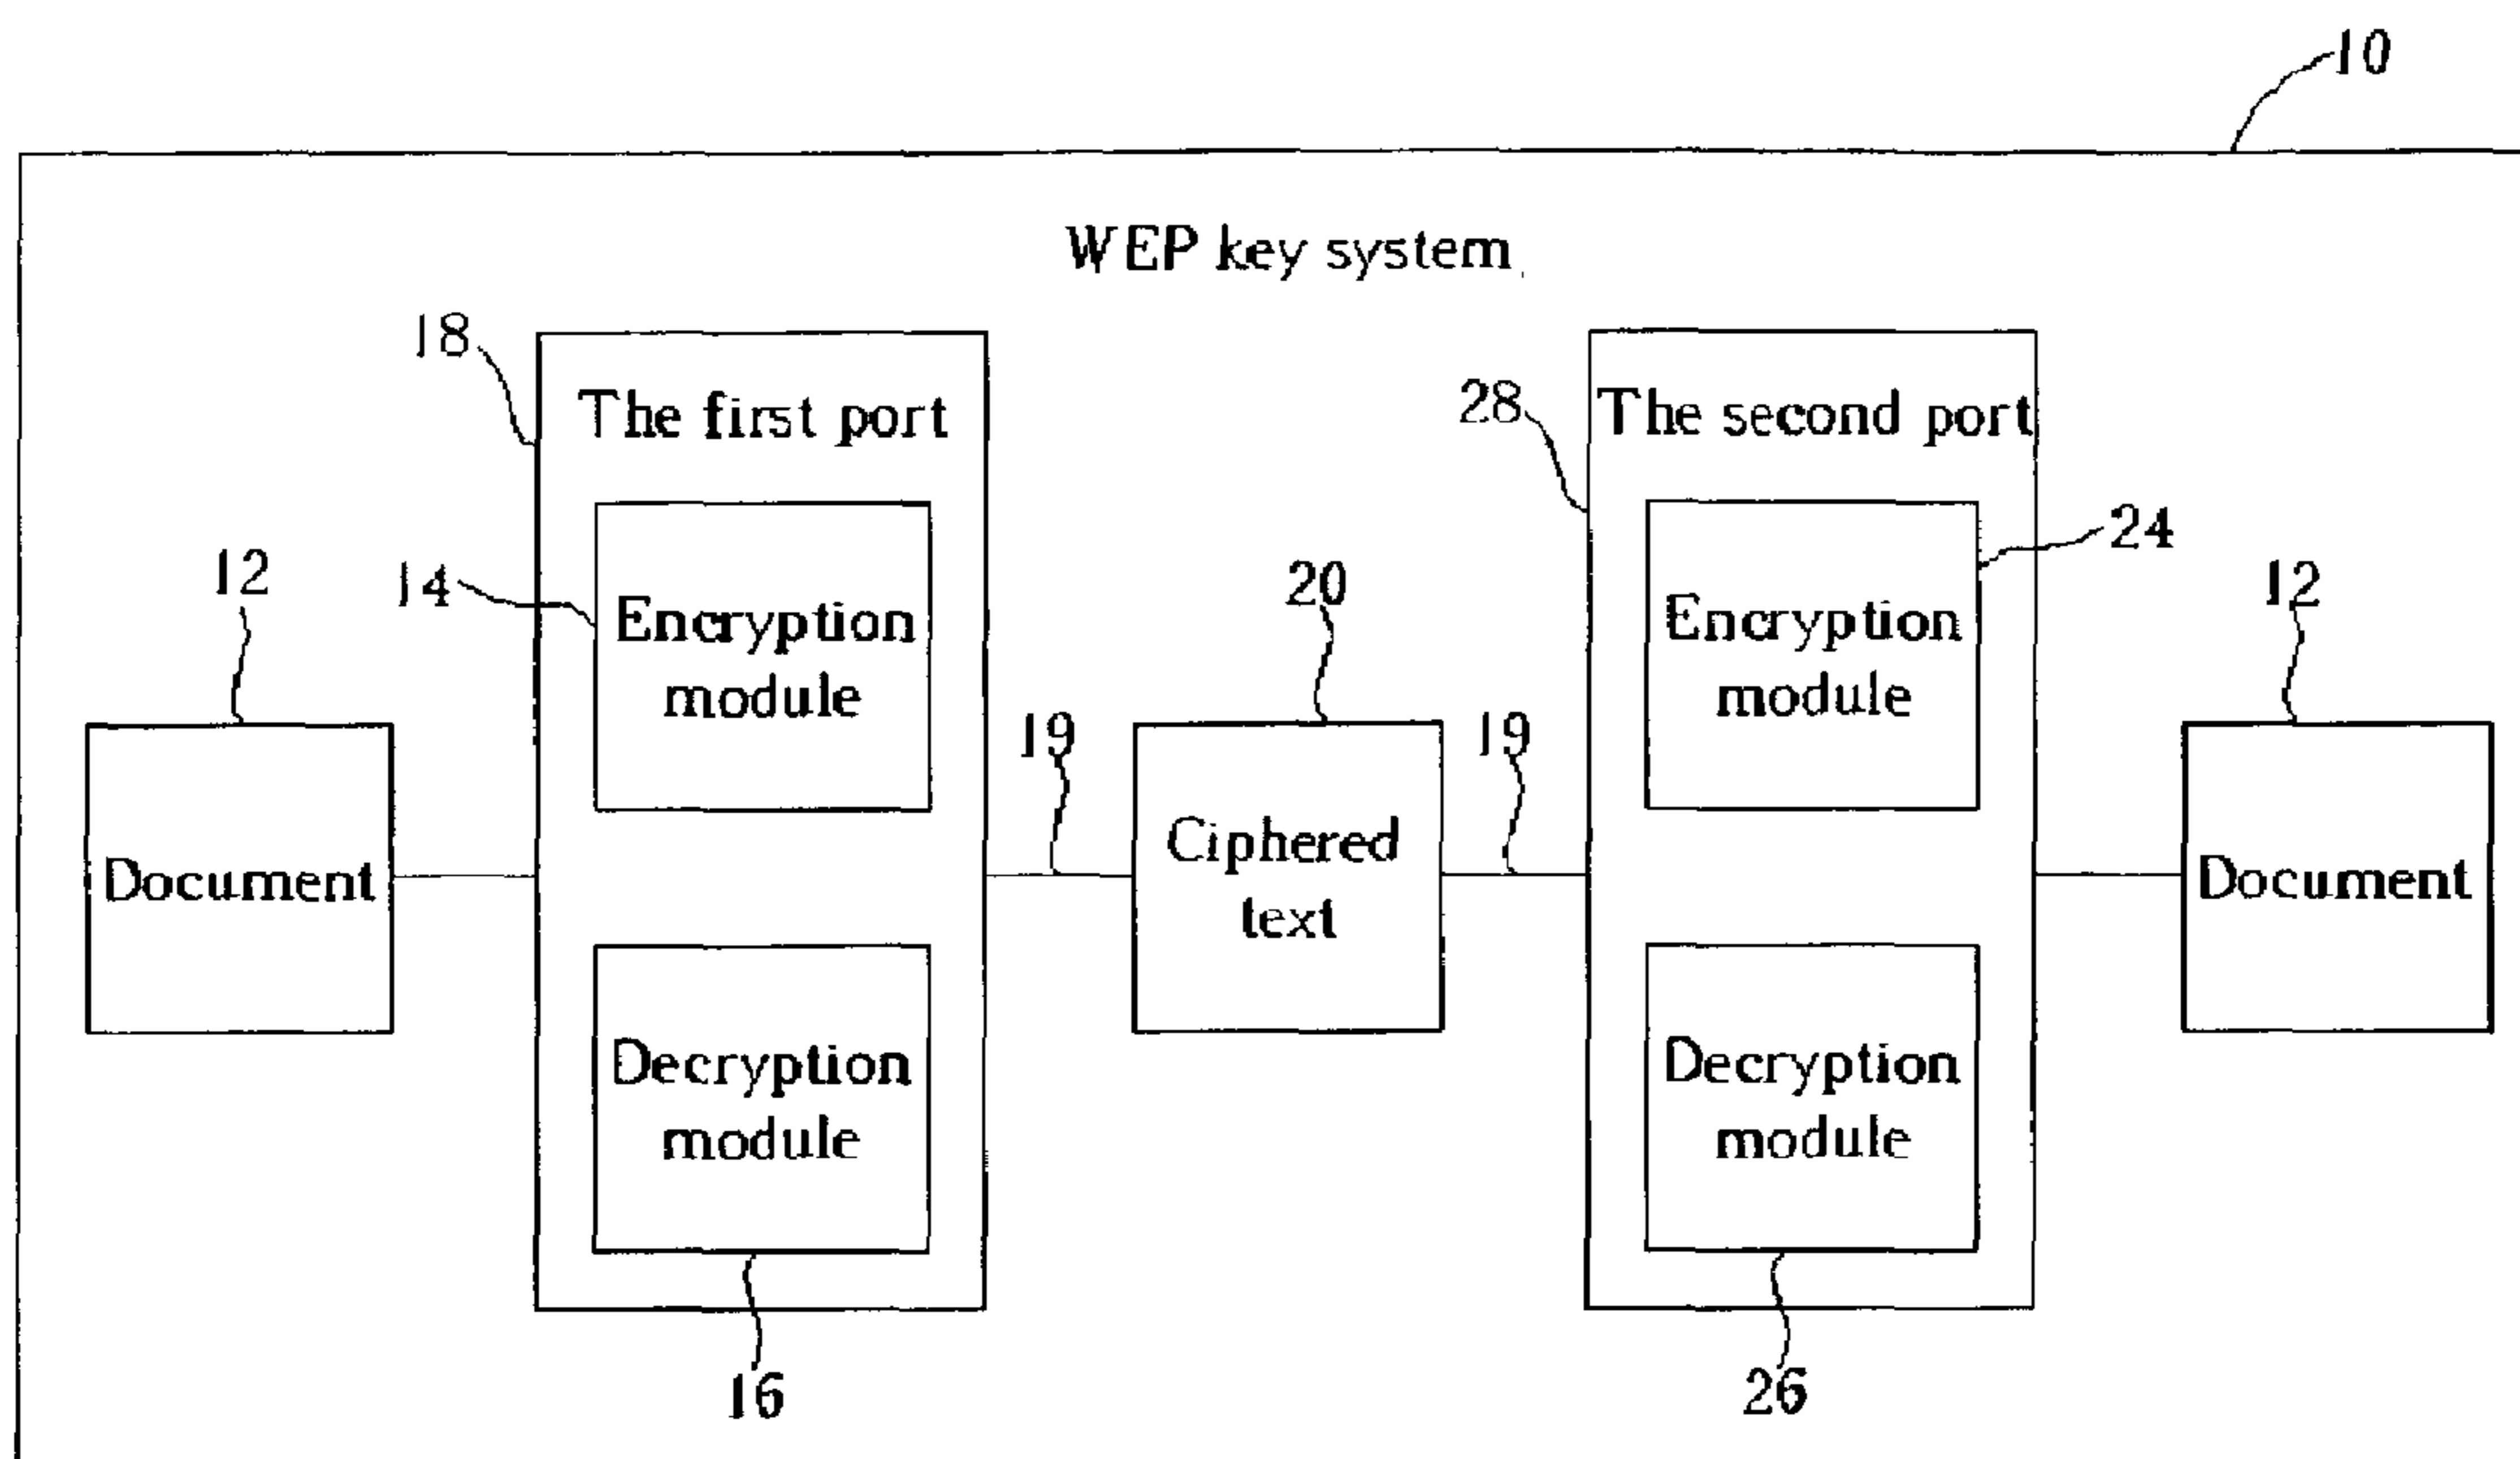 10
WEP key system
18
The first port
28
The second port
24
12
14
Encryption
module
20
Encryption
module
12
19
19
Document
Ciphered
text
Document
Decryption
module
Decryption
module
16
26